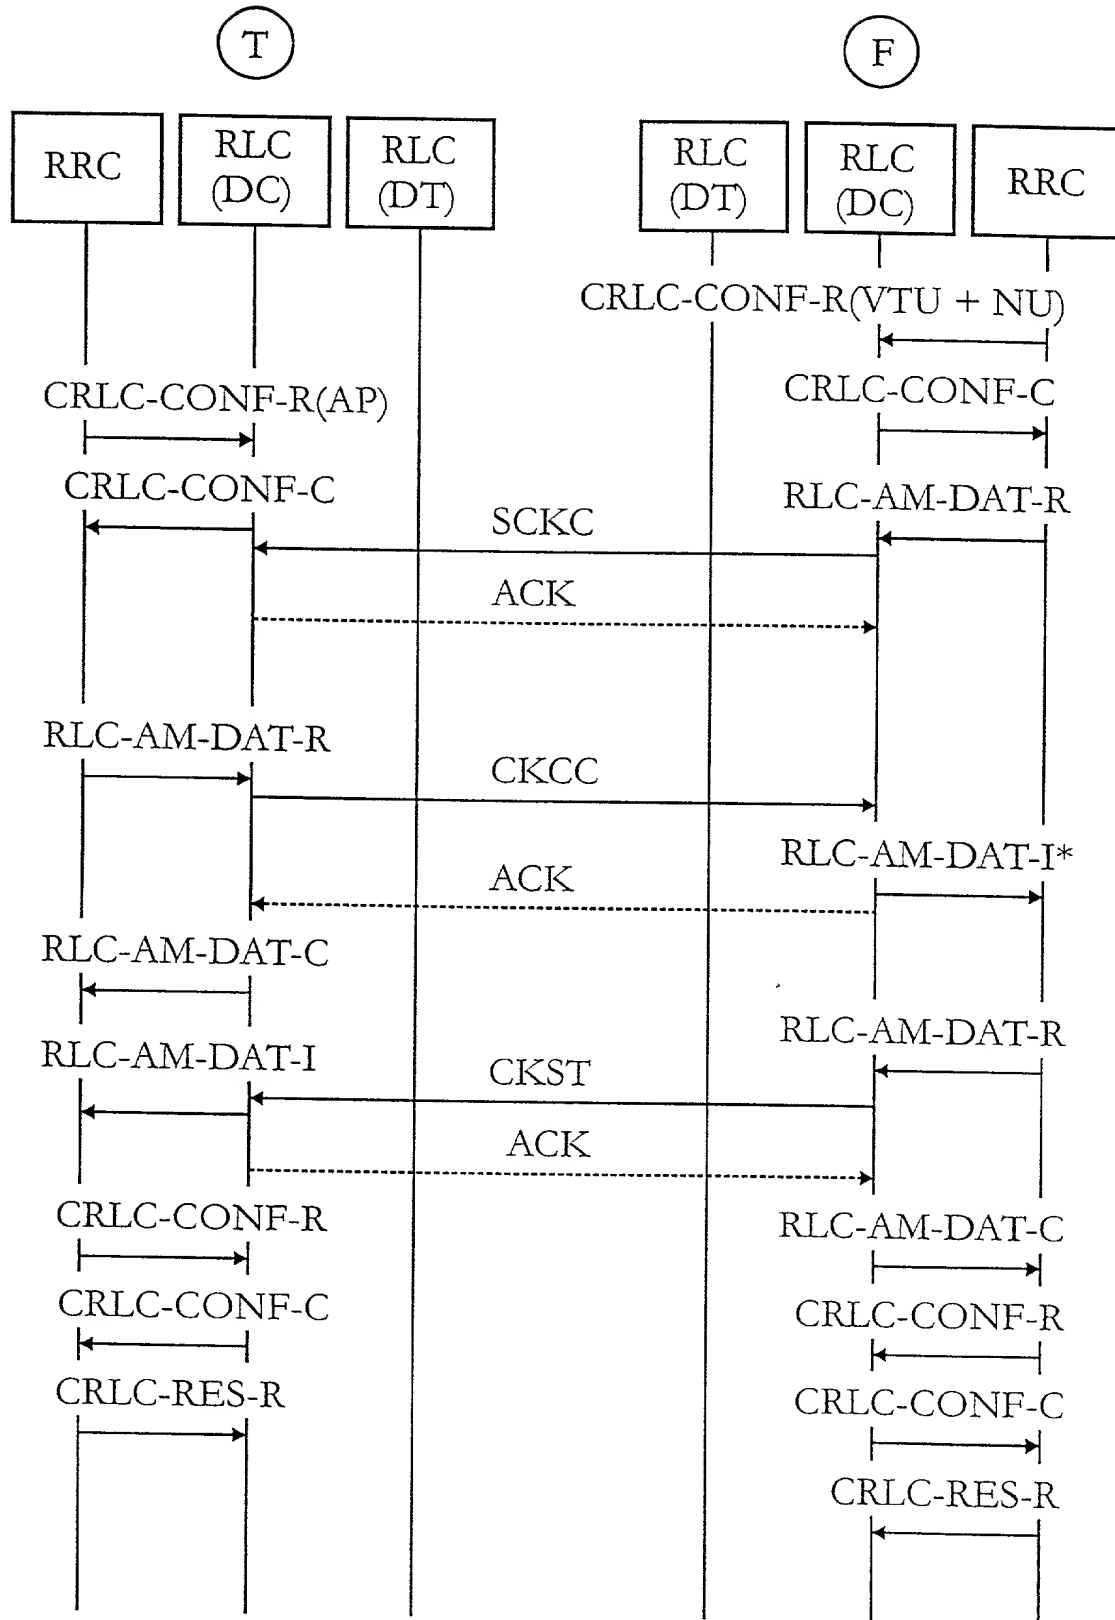 T
F
RRC
RLC
(DC)
RLC
(DT)
RLC
(DT)
RLC
(DC)
RRC
CRLC-CONF-R(VTU + NU)
CRLC-CONF-R(AP)
CRLC-CONF-C
CRLC-CONF-C
RLC-AM-DAT-R
SCKC
ACK
RLC-AM-DAT-R
CKCC
RLC-AM-DAT-I*
ACK
RLC-AM-DAT-C
RLC-AM-DAT-R
RLC-AM-DAT-I
CKST
ACK
CRLC-CONF-R
RLC-AM-DAT-C
CRLC-CONF-C
CRLC-CONF-R
CRLC-RES-R
CRLC-CONF-C
CRLC-RES-R